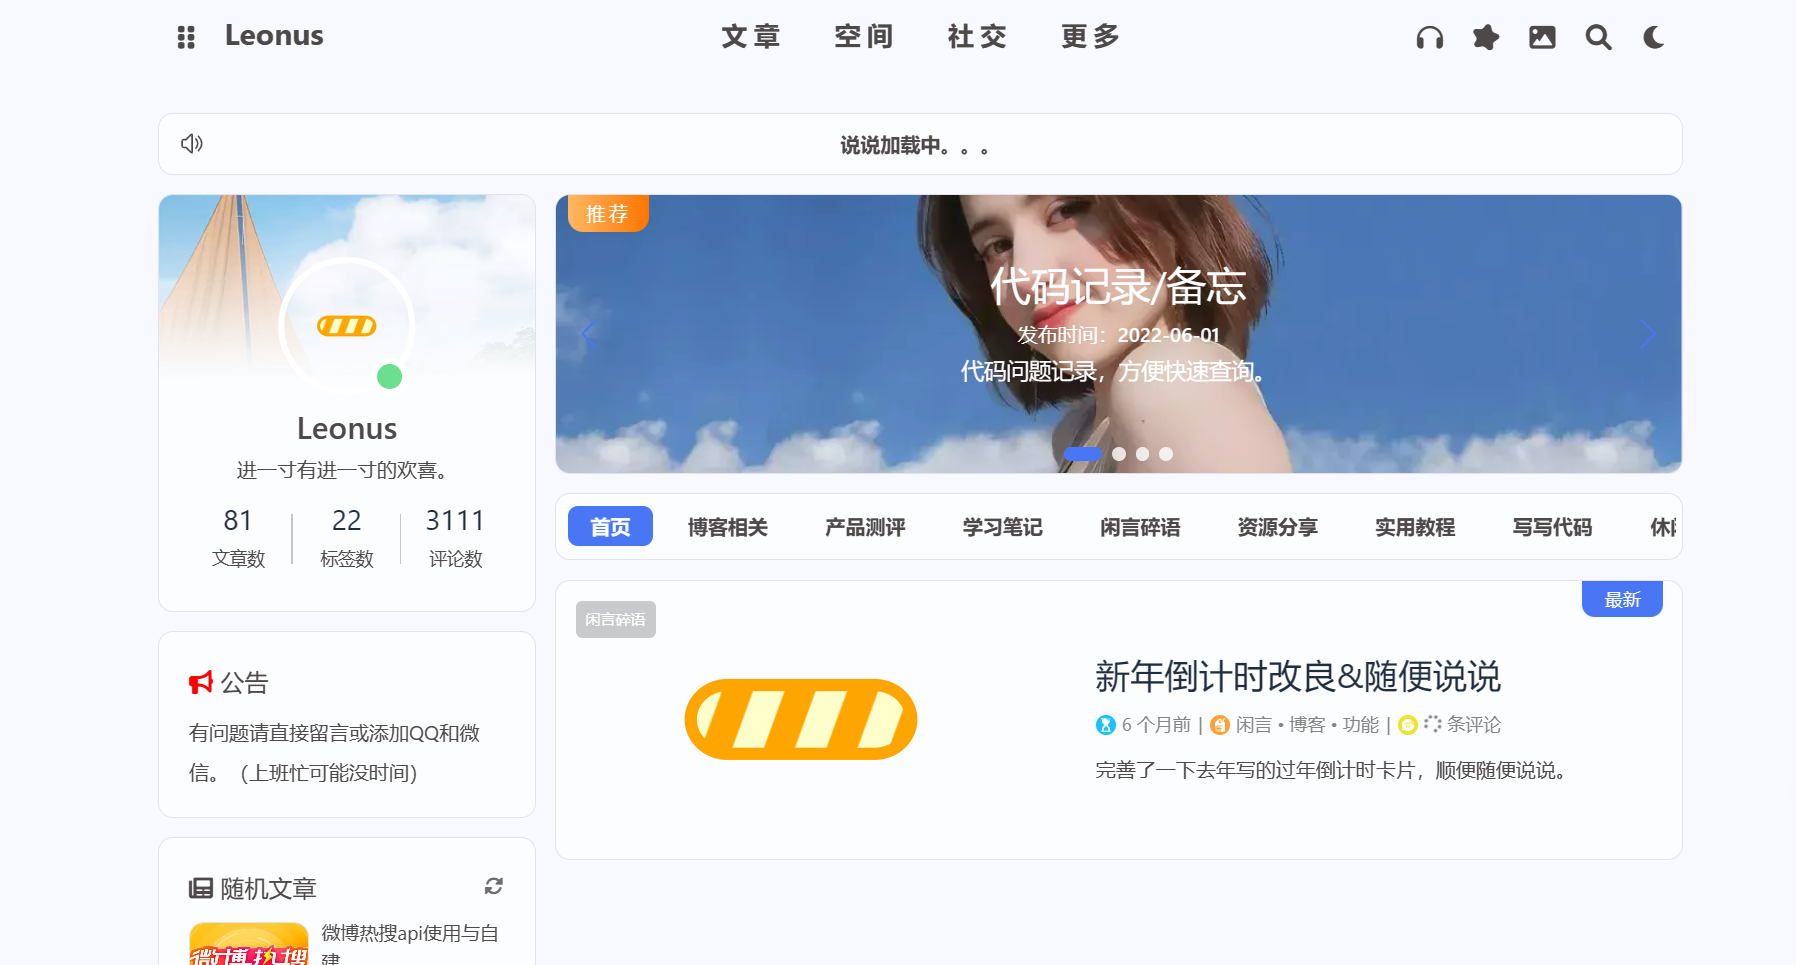 Leonus
文章 空间 社交 更多
说说加载中。。。
推荐
代码记录/备忘
发布时间：2022-06-01
代码问题记录，方便快速查询。
Leonus
进一寸有进一寸的欢喜。
81 22 3111
文章数 标签数 评论数
首页 博客相关 产品测评 学习笔记 闲言碎语 资源分享 实用教程 写写代码 休
闲言碎语
最新
新年倒计时改良&随便说说
6 个月前 | 闲言 • 博客 • 功能 | 条评论
完善了一下去年写的过年倒计时卡片，顺便随便说说。
公告
有问题请直接留言或添加QQ和微
信。（上班忙可能没时间）
随机文章
微博热搜
微博热搜api使用与自
建